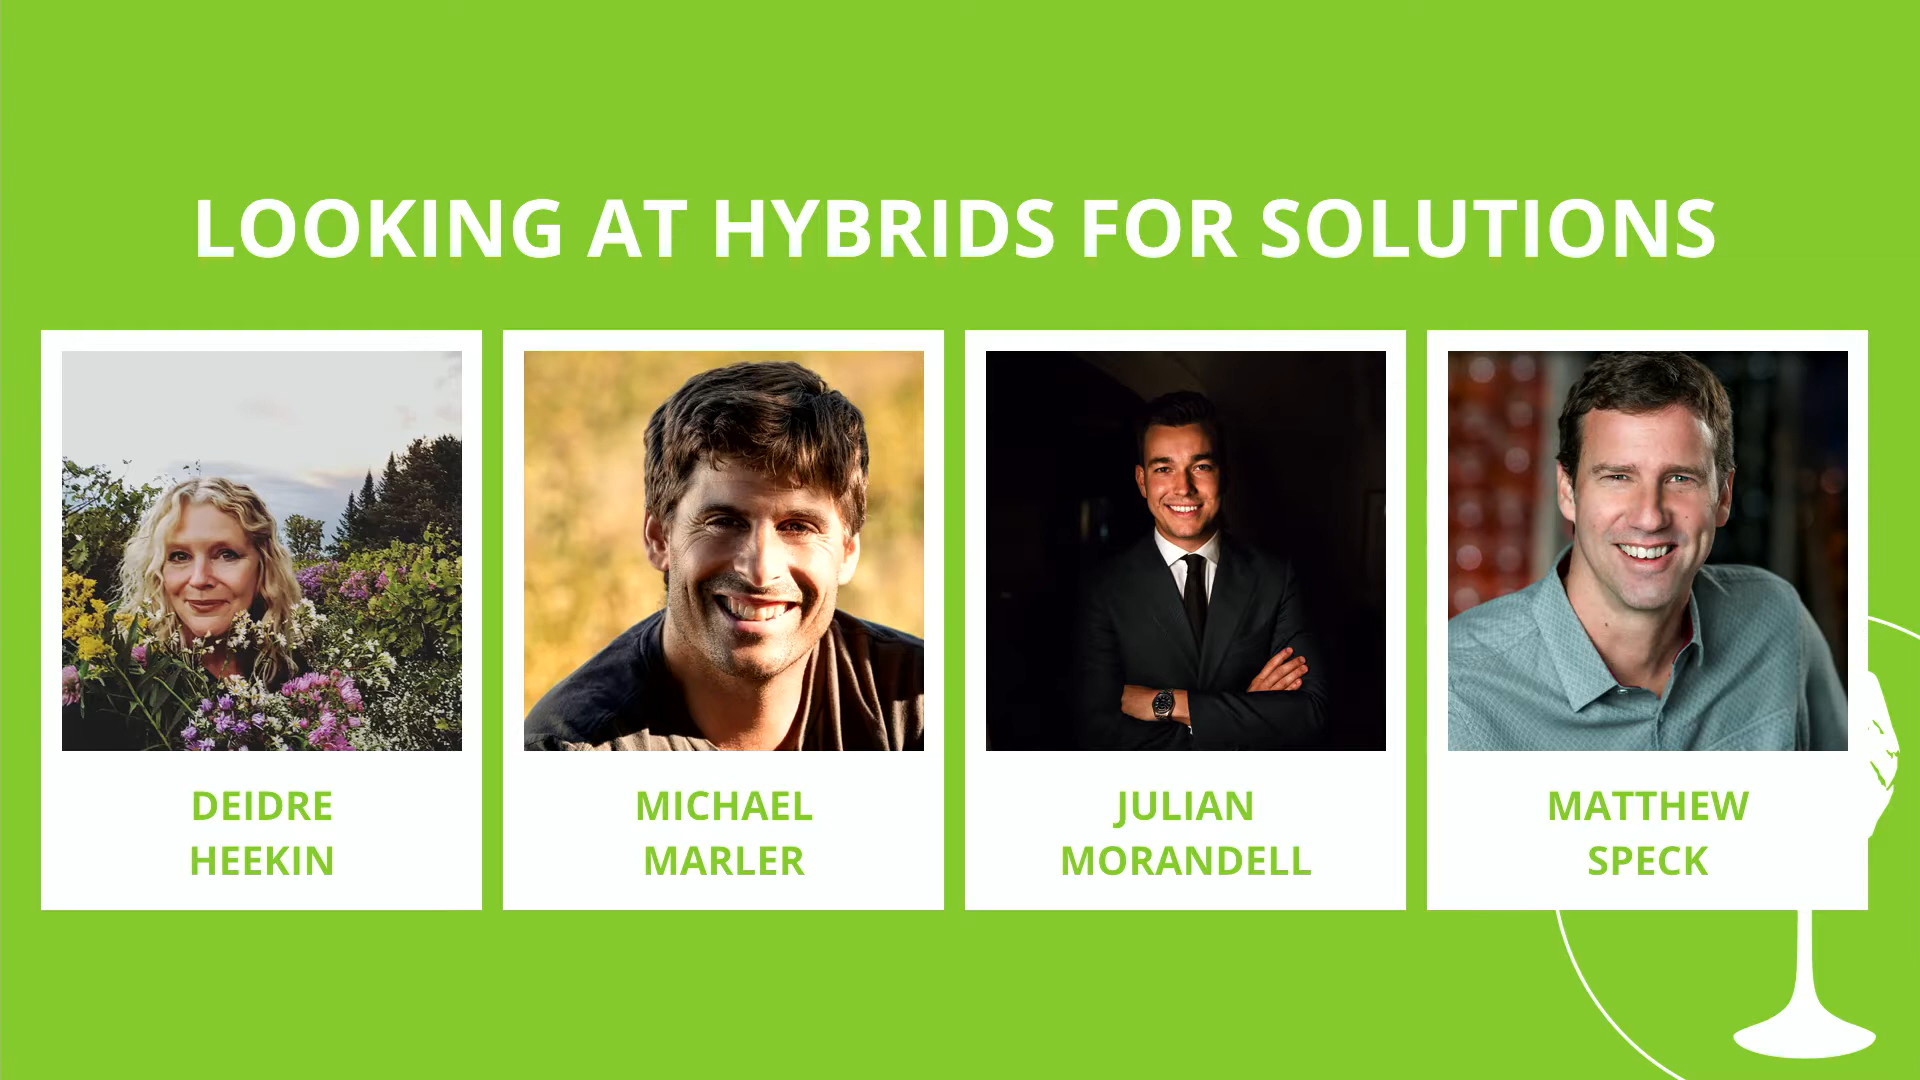 LOOKING AT HYBRIDS FOR SOLUTIONS
DEIDRE
HEEKIN
MICHAEL
MARLER
JULIAN
MORANDELL
MATTHEW
SPECK